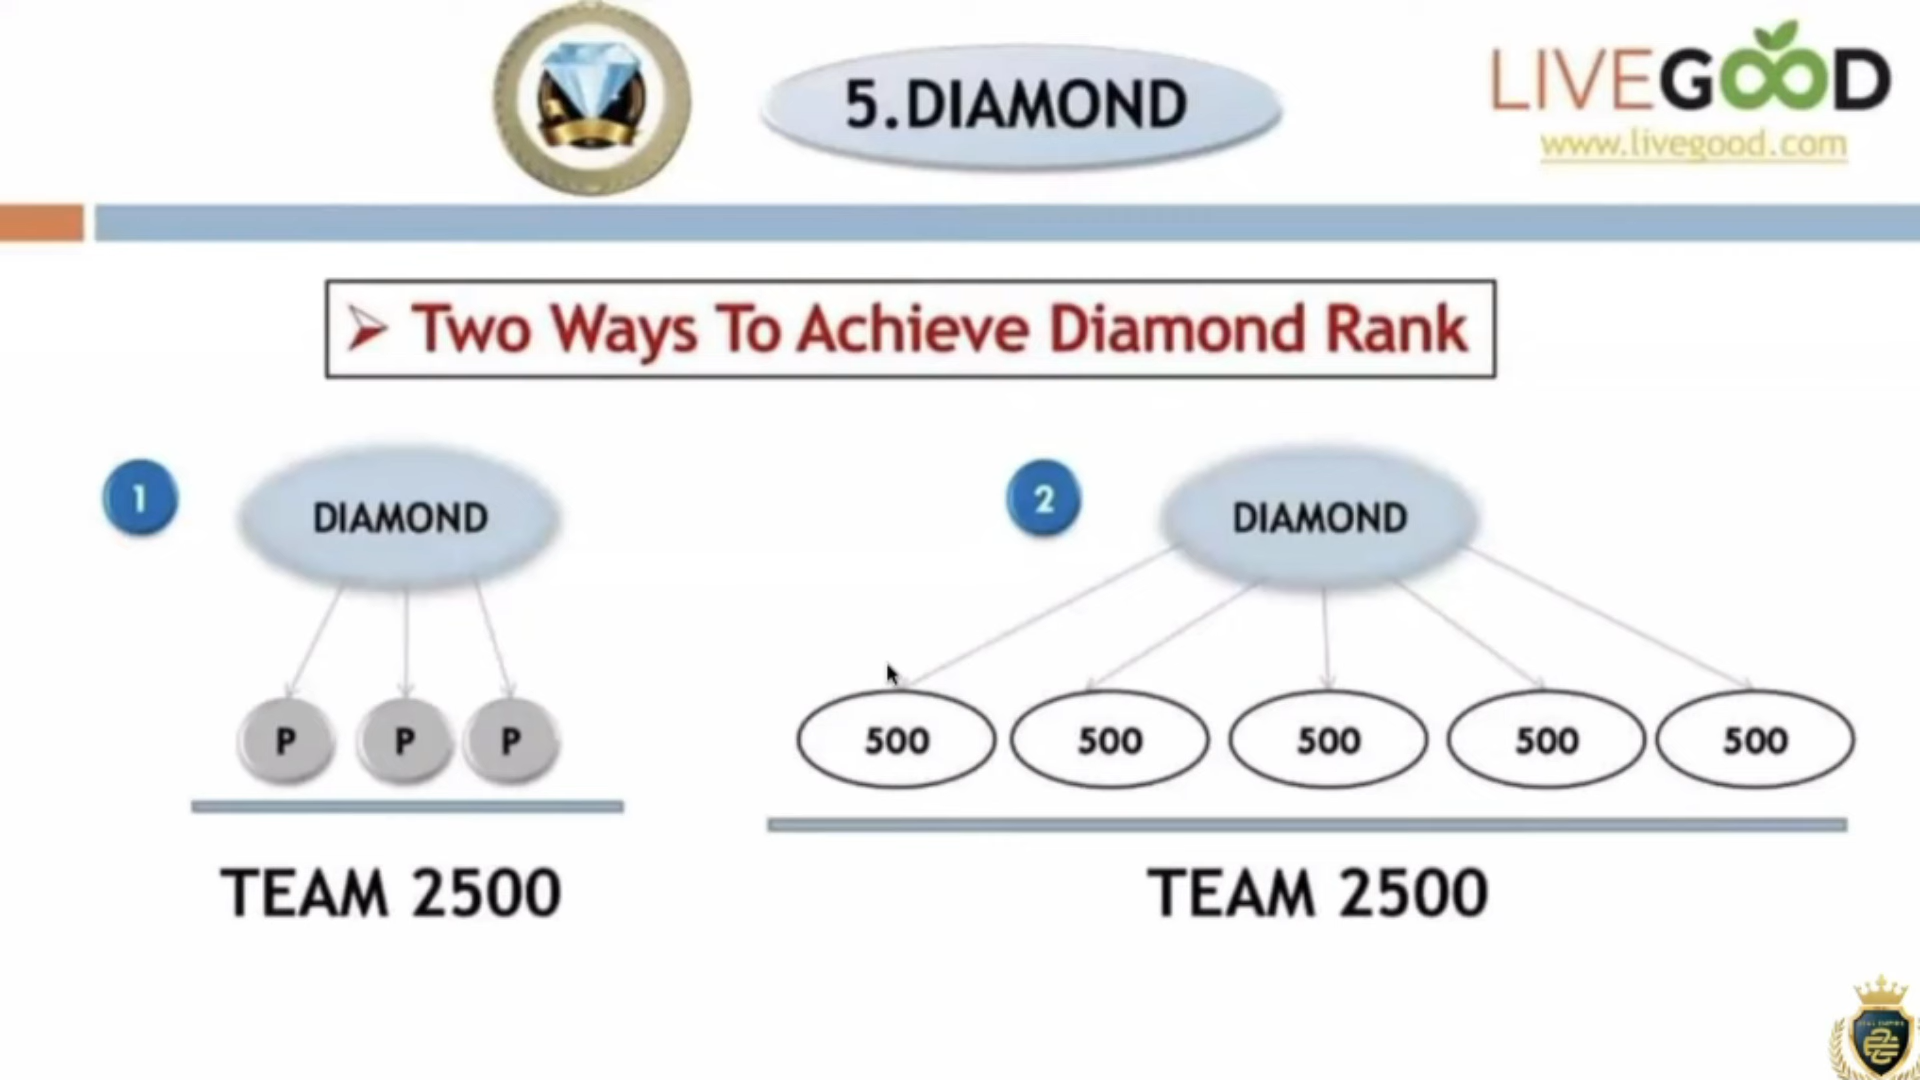 5.DIAMOND
LIVEGOOD
www.livegood.com
Two Ways To Achieve Diamond Rank
1
DIAMOND
2
DIAMOND
P P P
500 500 500 500 500
TEAM 2500
TEAM 2500